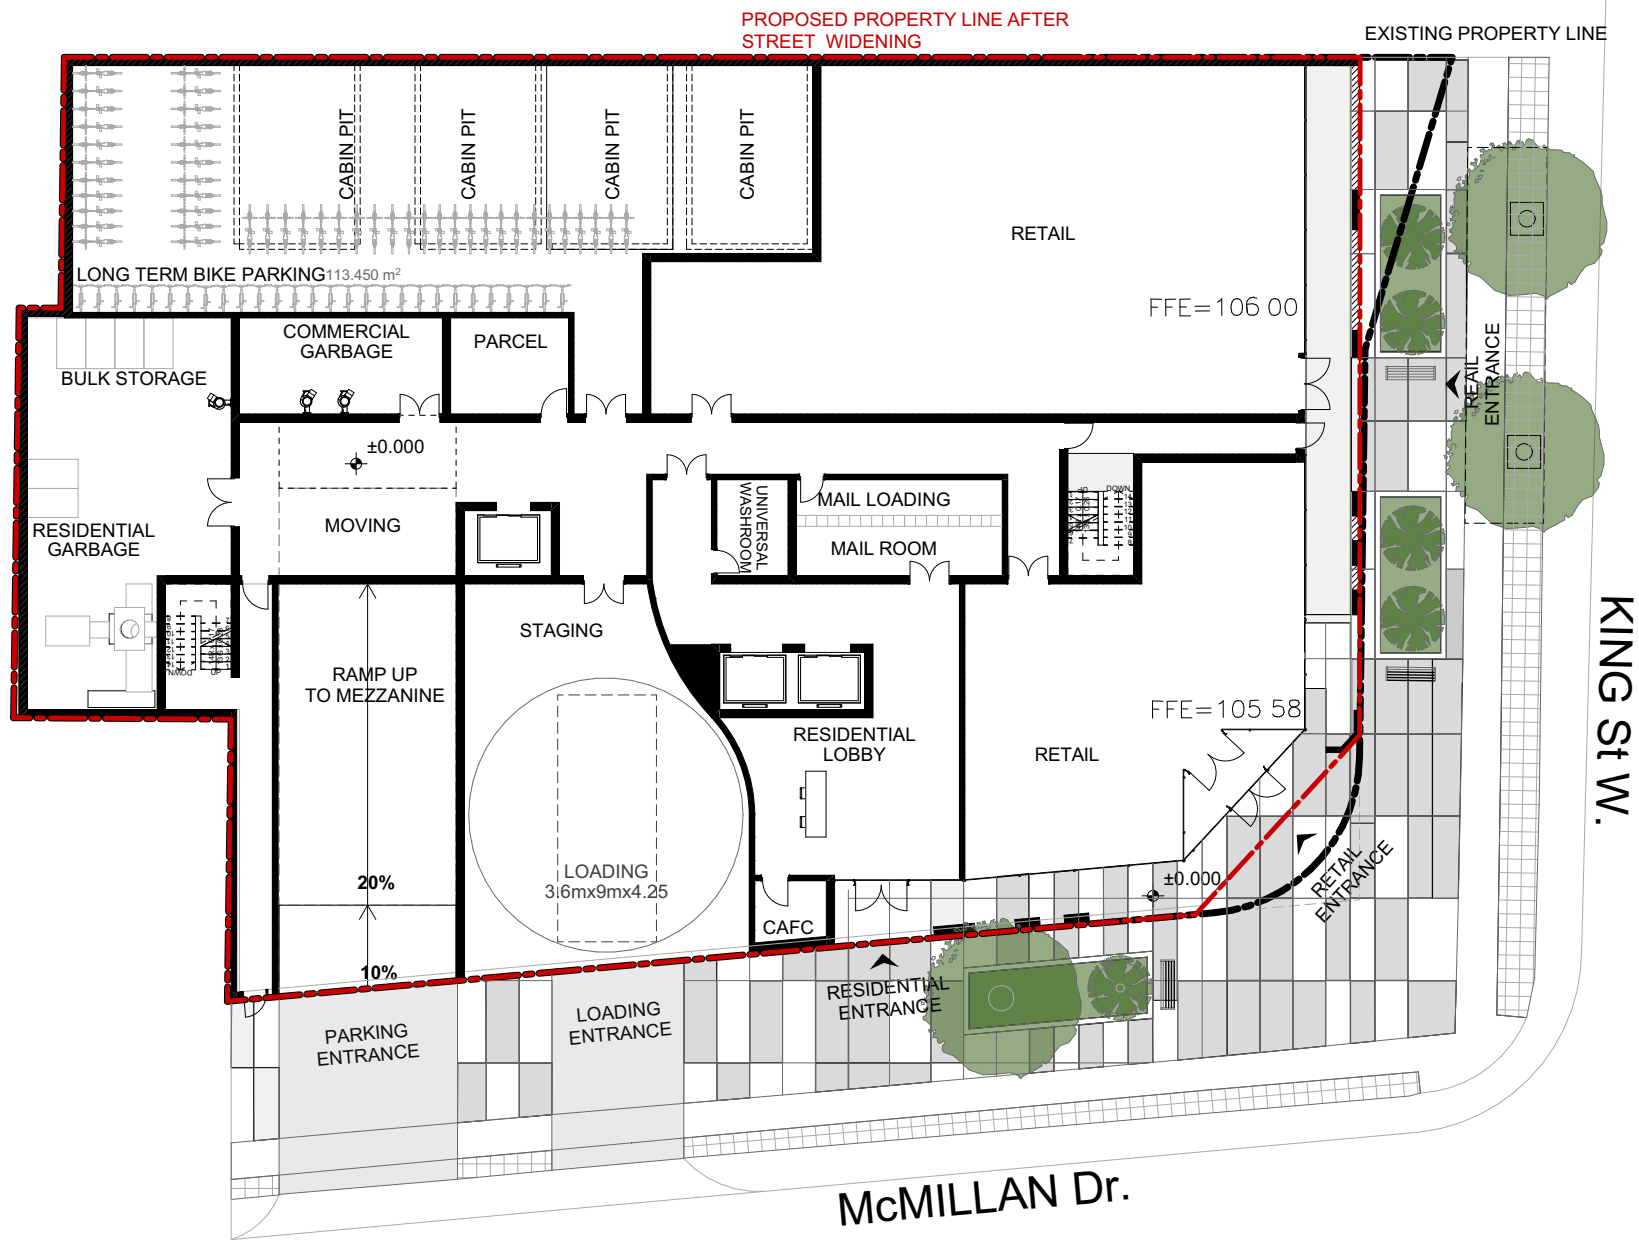 PROPOSED PROPERTY LINE AFTER
STREET WIDENING
EXISTING PROPERTY LINE
CABIN PIT
CABIN PIT
CABIN PIT
CABIN PIT
RETAIL
LONG TERM BIKE PARKING 113.450 m²
FFE=106 00
COMMERCIAL
GARBAGE
PARCEL
BULK STORAGE
RETAIL
ENTRANCE
±0.000
MOVING
RESIDENTIAL
GARBAGE
UNIVERSAL
WASHROOM
MAIL LOADING
MAIL ROOM
DOWN
UP
STAGING
DOWN
UP
RAMP UP
TO MEZZANINE
RESIDENTIAL
LOBBY
FFE=105 58
RETAIL
KING St W.
LOADING
3.6mx9mx4.25
20%
±0.000
RETAIL
ENTRANCE
CAFC
10%
RESIDENTIAL
ENTRANCE
LOADING
ENTRANCE
PARKING
ENTRANCE
McMILLAN Dr.